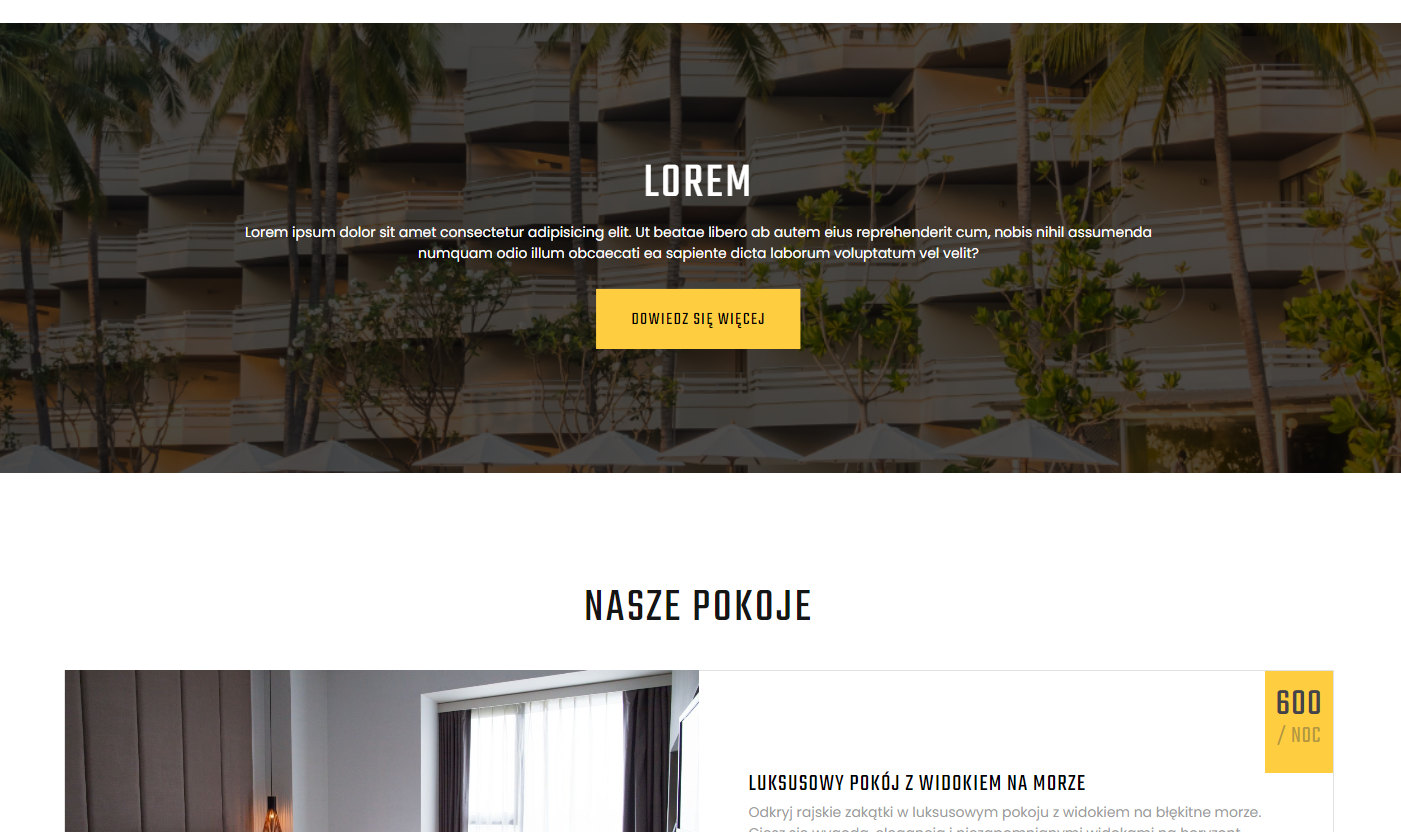 LOREM
Lorem ipsum dolor sit amet consectetur adipisicing elit. Ut beatae libero ab autem eius reprehenderit cum, nobis nihil assumenda
numquam odio illum obcaecati ea sapiente dicta laborum voluptatum vel velit?
DOWIEDZ SIĘ WIĘCEJ
NASZE POKOJE
600
/ NOC
LUKSUSOWY POKÓJ Z WIDOKIEM NA MORZE
Odkryj rajskie zakątki w luksusowym pokoju z widokiem na błękitne morze.